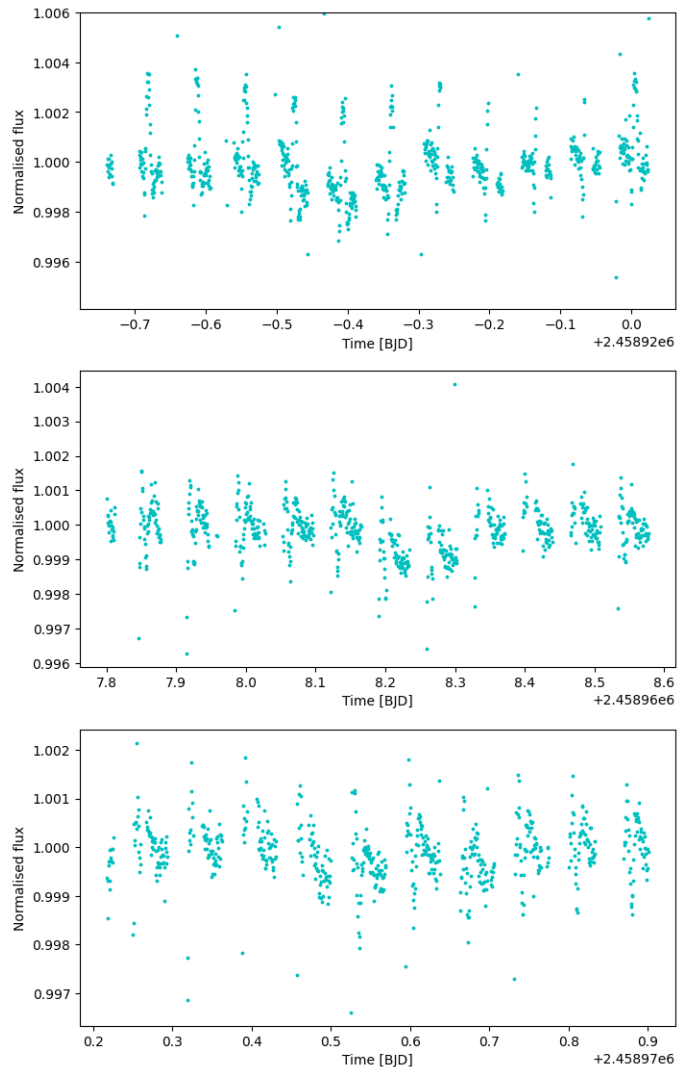 1.006
1.004
1.002
1.000
0.998
0.996
Normalised flux
−0.7 −0.6 −0.5 −0.4 −0.3 −0.2 −0.1 0.0
Time [BJD]
+2.45892e6
1.004
1.003
1.002
1.001
1.000
0.999
0.998
0.997
0.996
Normalised flux
7.8 7.9 8.0 8.1 8.2 8.3 8.4 8.5 8.6
Time [BJD]
+2.45896e6
1.002
1.001
1.000
0.999
0.998
0.997
Normalised flux
0.2 0.3 0.4 0.5 0.6 0.7 0.8 0.9
Time [BJD]
+2.45897e6